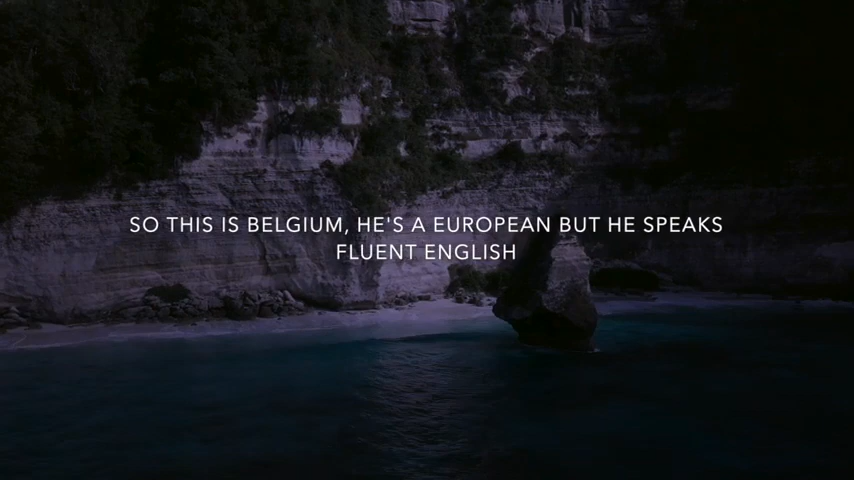 SO THIS IS BELGIUM, HE'S A EUROPEAN BUT HE SPEAKS
FLUENT ENGLISH